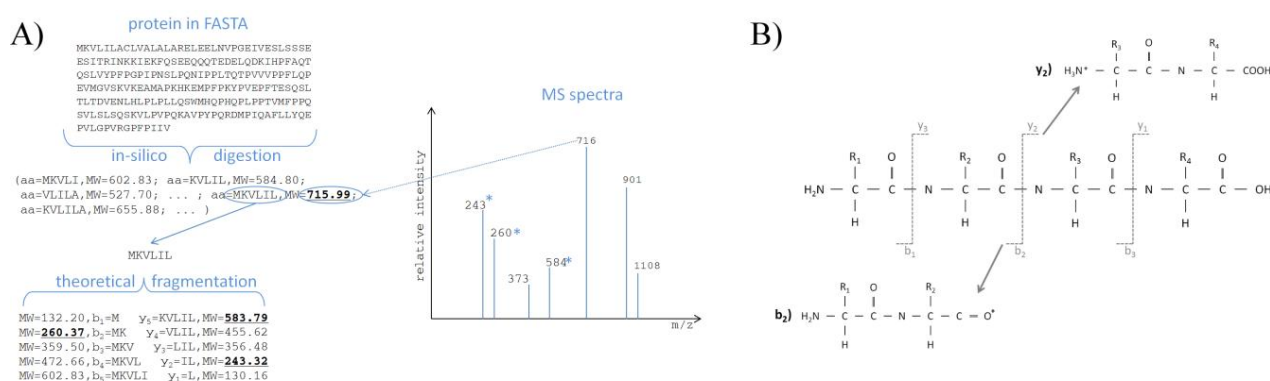 A)
protein in FASTA
MKVLILACLVALALARELEELNVPGEIVESLSSSE
ESITRINKKIEKFQSEEQQQTEDELQDKIHPFAQT
QSLVYPFPGPIPNSLPQNIPPLTQTPVVVPPFLQP
EVMGVSKVKEAMAPKHKEMPFPKYPVEPFTESQSL
TLTDVENLHLPLPLLQSWMHQPHQPLPPTVMFPPQ
SVLSLSQSKVLPVPQKAVPYPQRDMPIQAFLLYQE
PVLGPVRGPFPIIV
in-silico digestion
(aa=MKVLI,MW=602.83; aa=KVLIL,MW=584.80;
aa=VLILA,MW=527.70; ... ; aa=MKVLIL,MW=715.99;
aa=KVLILA,MW=655.88; ... )
MKVLIL
theoretical fragmentation
MW=132.20,b1=M y5=KVLIL,MW=583.79
MW=260.37,b2=MK y4=VLIL,MW=455.62
MW=359.50,b3=MKV y3=LIL,MW=356.48
MW=472.66,b4=MKVL y2=IL,MW=243.32
MW=602.83,b5=MKVLI y1=L,MW=130.16
MS spectra
relative intensity
243*
260*
373
584*
716
901
1108
m/z
B)
y2)
R3 O R4
H3N+ C C N C COOH
H H
y3 y2 y1
R1 O R2 O R3 O R4 O
H2N C C N C C N C C N C C OH
H H H H
b1 b2 b3
R1 O R2
b2) H2N C C N C C O+
H H